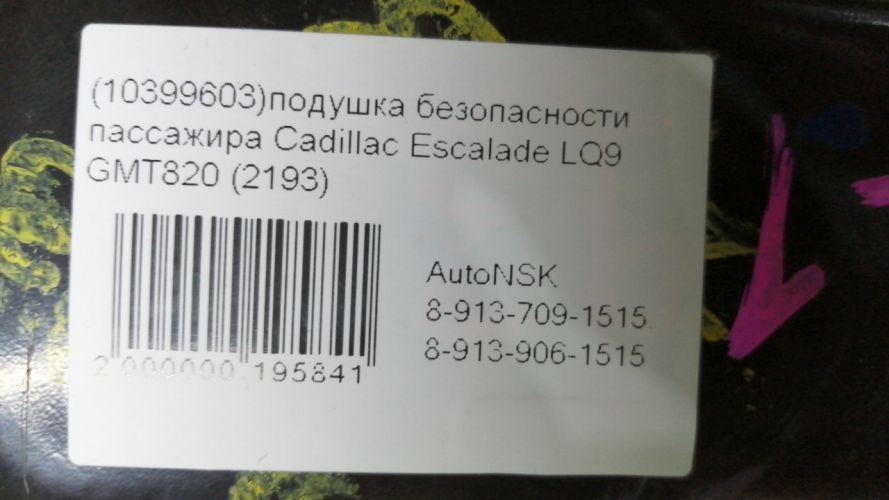 (10399603)подушка безопасности
пассажира Cadillac Escalade LQ9
GMT820 (2193)
AutoNSK
8-913-709-1515
8-913-906-1515
2 000000 195841